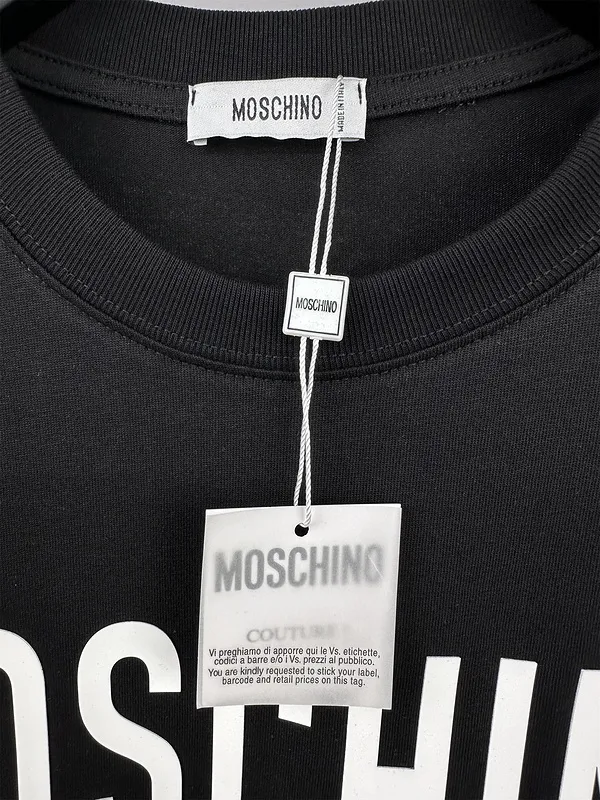 MOSCHINO
MADE IN ITALY
MOSCHINO
MOSCHINO
COUTURE
Vi preghiamo di apporre qui le Vs. etichette,
codici a barre e/o i Vs. prezzi al pubblico.
You are kindly requested to stick your label,
barcode and retail prices on this tag.
OSCHIN